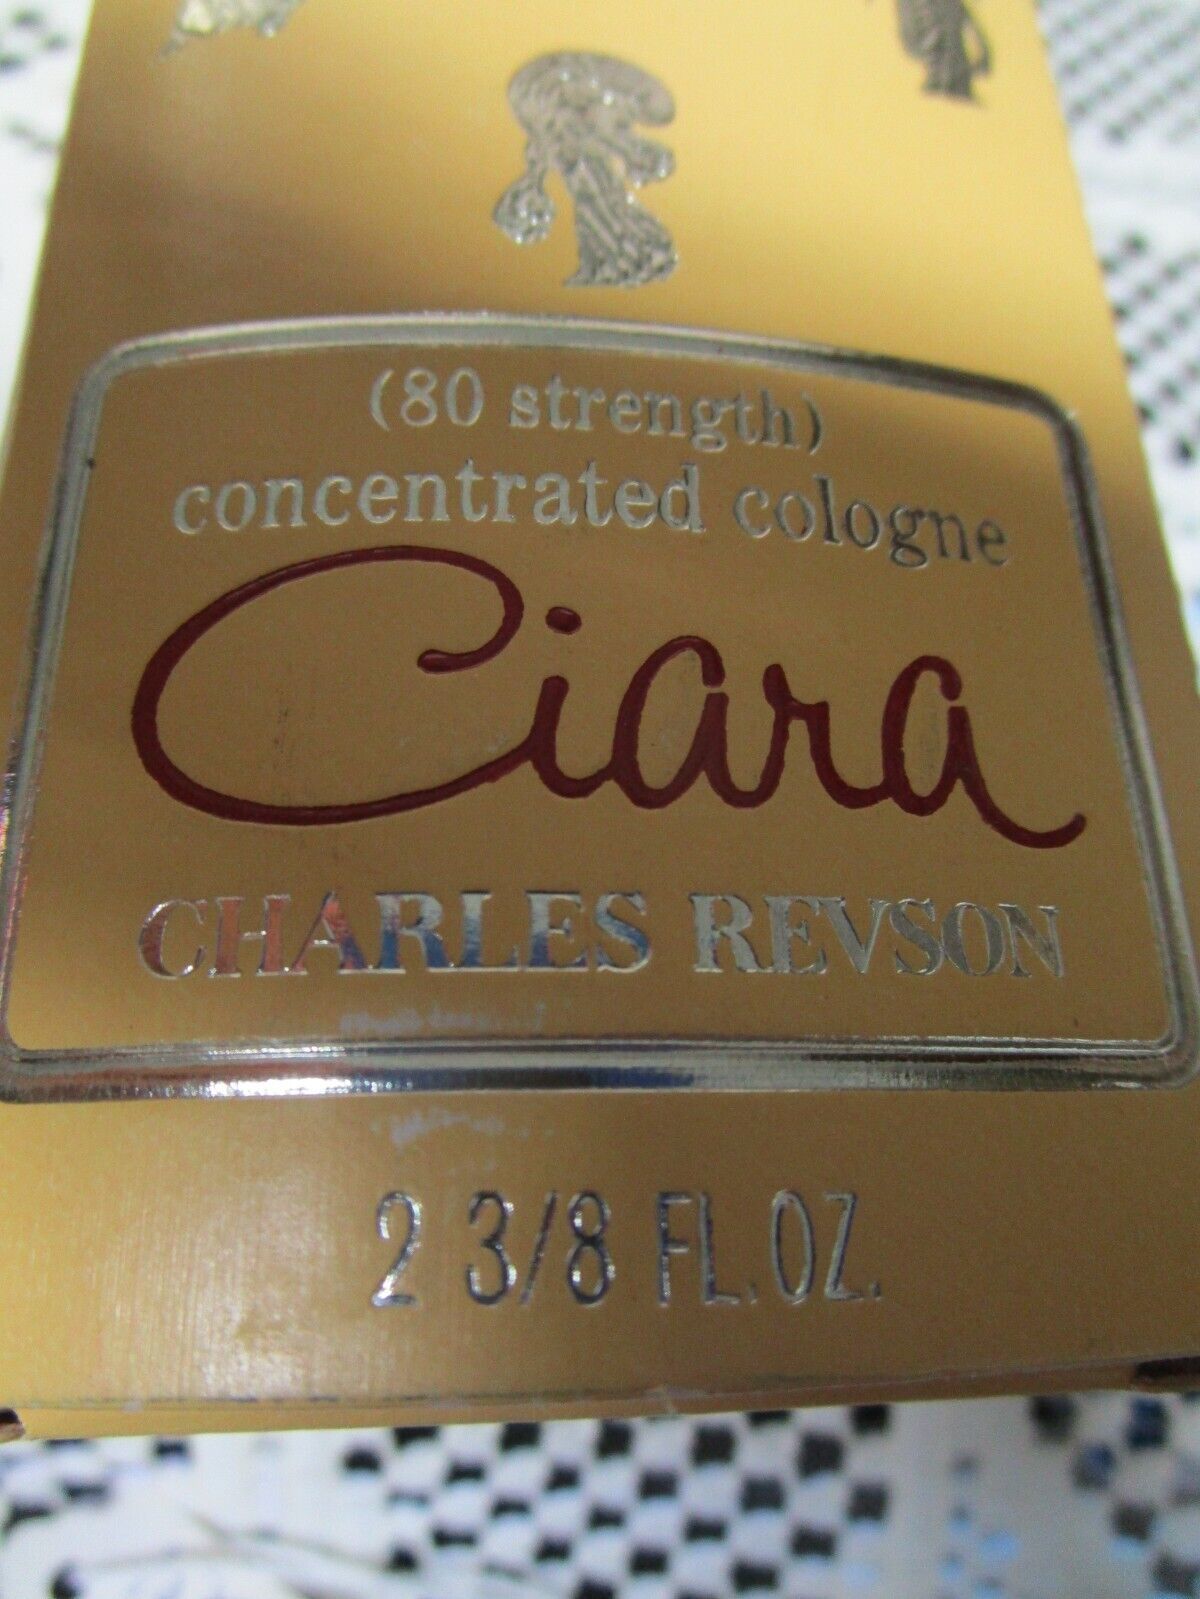 (80 strength)
concentrated cologne
Ciara
CHARLES REVSON
2 3/8 FL.OZ.